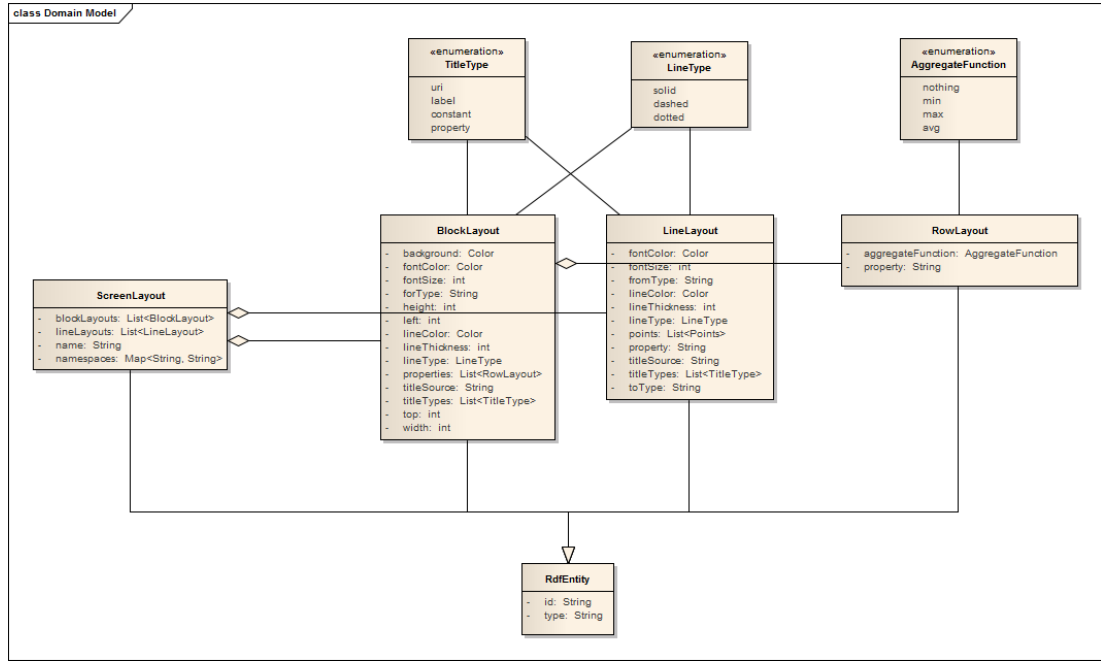 class Domain Model
«enumeration»
TitleType
uri
label
constant
property
«enumeration»
LineType
solid
dashed
dotted
«enumeration»
AggregateFunction
nothing
min
max
avg
ScreenLayout
- blockLayouts: List<BlockLayout>
- lineLayouts: List<LineLayout>
- name: String
- namespaces: Map<String, String>
BlockLayout
- background: Color
- fontColor: Color
- fontSize: int
- forType: String
- height: int
- left: int
- lineColor: Color
- lineThickness: int
- lineType: LineType
- properties: List<RowLayout>
- titleSource: String
- titleTypes: List<TitleType>
- top: int
- width: int
LineLayout
- fontColor: Color
- fontSize: int
- fromType: String
- lineColor: Color
- lineThickness: int
- lineType: LineType
- points: List<Points>
- property: String
- titleSource: String
- titleTypes: List<TitleType>
- toType: String
RowLayout
- aggregateFunction: AggregateFunction
- property: String
RdfEntity
- id: String
- type: String